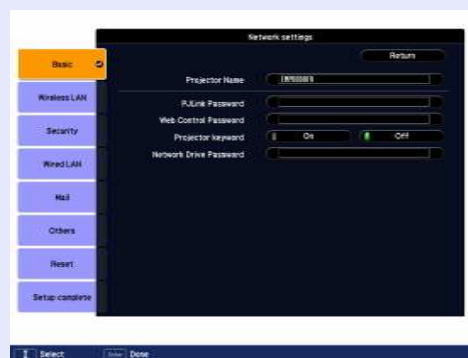 Network settings
Return
Basic
Projector Name
Wireless LAN
PJLink Password
Web Control Password
Security
Projector keyword
On
Off
Network Drive Password
Wired LAN
Mail
Others
Reset
Setup complete
Select
Enter
Done